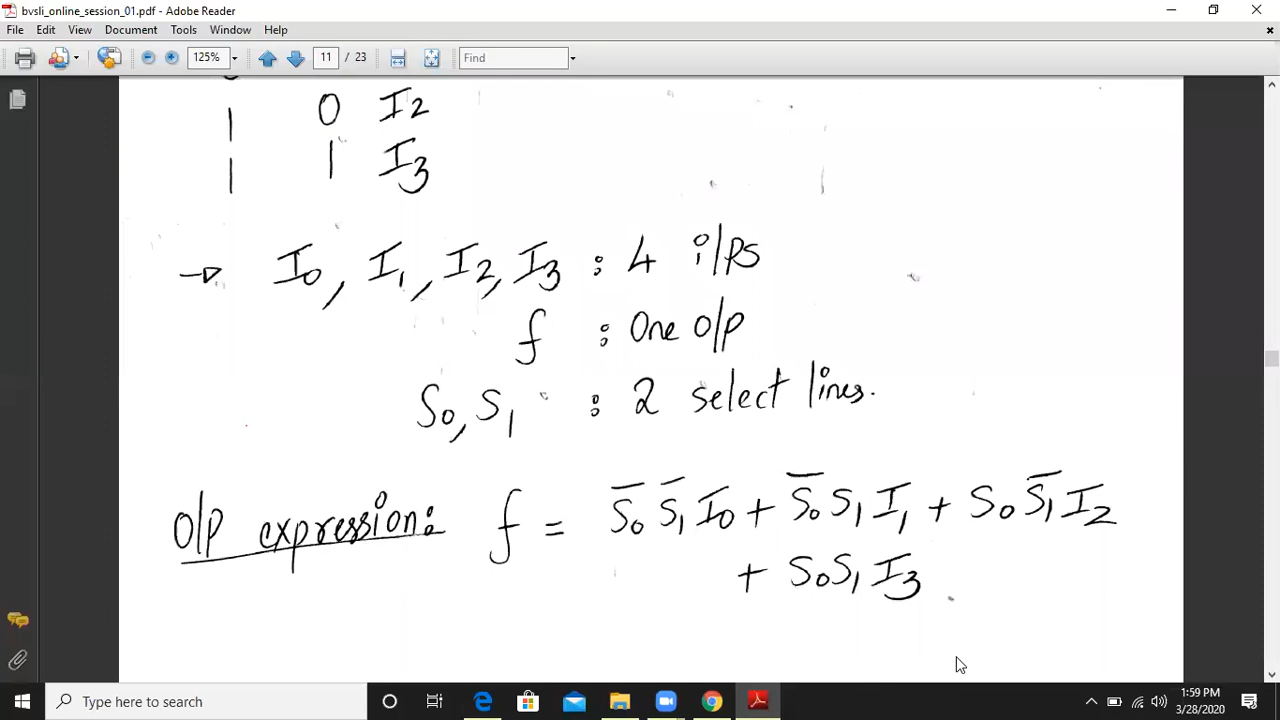 bvsli_online_session_01.pdf - Adobe Reader
File Edit View Document Tools Window Help
125% 11 / 23 Find
1 0 I2
1 1 I3
→ I0, I1, I2, I3 : 4 i/ps
f : One o/p
S0, S1 : 2 select lines.
O/p expression: f = S̅0 S̅1 I0 + S̅0 S1 I1 + S0 S̅1 I2
+ S0 S1 I3.
Type here to search
1:59 PM
3/28/2020